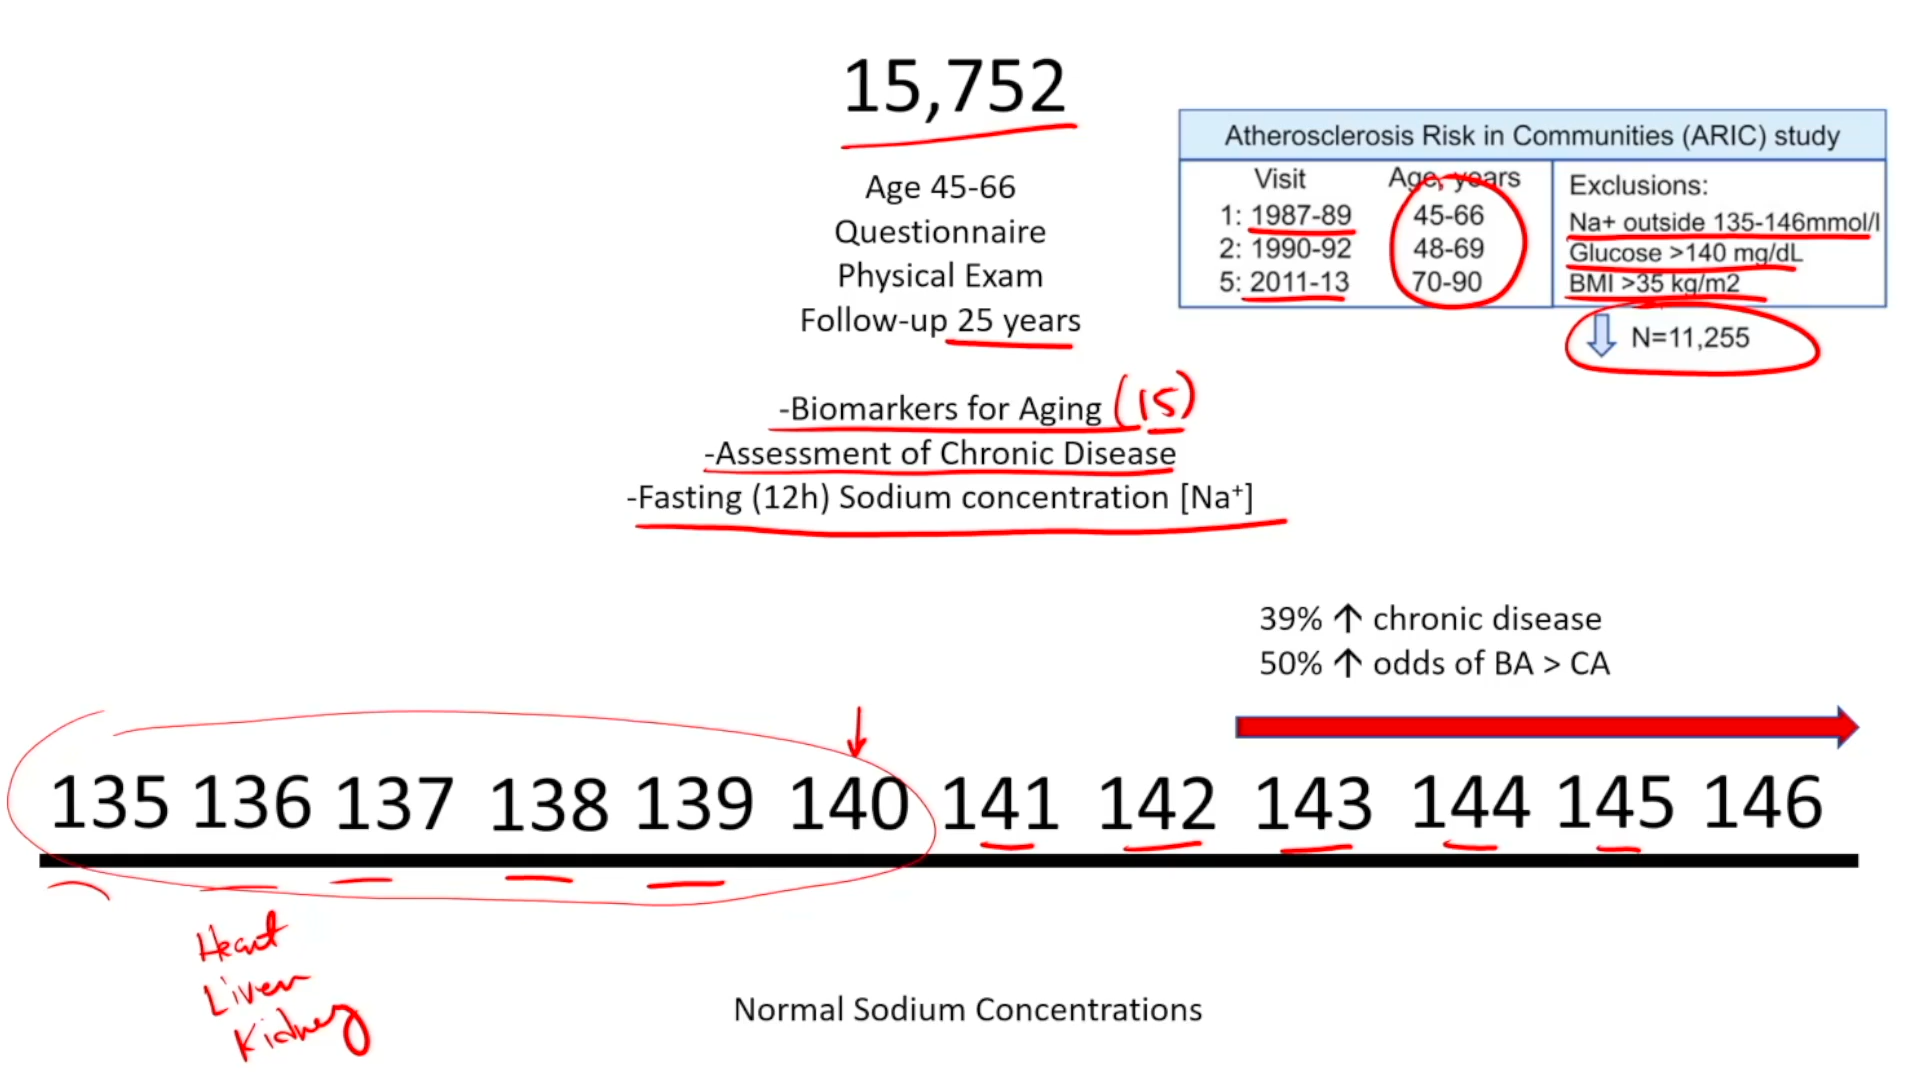 15,752
Age 45-66
Questionnaire
Physical Exam
Follow-up 25 years
-Biomarkers for Aging (15)
-Assessment of Chronic Disease
-Fasting (12h) Sodium concentration [Na⁺]
Atherosclerosis Risk in Communities (ARIC) study
Visit Age, years
1: 1987-89 45-66
2: 1990-92 48-69
5: 2011-13 70-90
Exclusions:
Na+ outside 135-146mmol/l
Glucose >140 mg/dL
BMI >35 kg/m2
N=11,255
39% ↑ chronic disease
50% ↑ odds of BA > CA
135 136 137 138 139 140 141 142 143 144 145 146
Heart
Liver
Kidney
Normal Sodium Concentrations